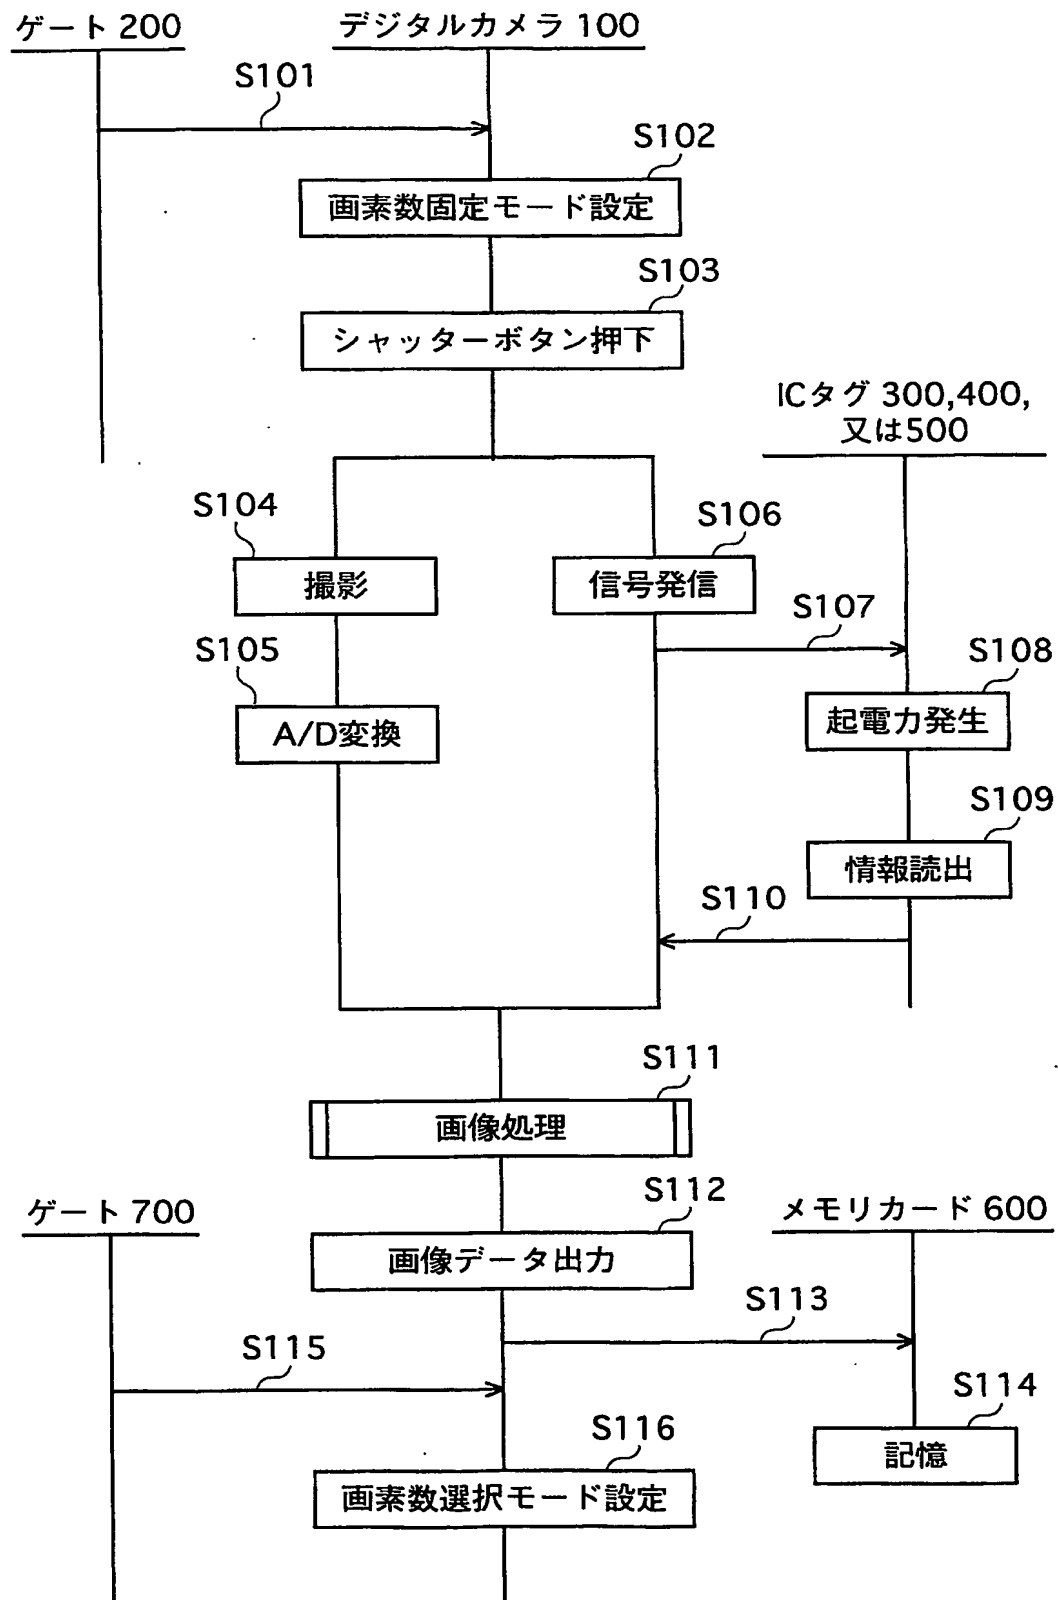 ゲート 200
デジタルカメラ 100
S101
S102
画素数固定モード設定
S103
シャッターボタン押下
ICタグ 300,400,
又は500
S104
撮影
S106
信号発信
S107
S105
A/D変換
S108
起電力発生
S109
情報読出
S110
S111
画像処理
ゲート 700
S112
メモリカード 600
画像データ出力
S113
S115
S114
記憶
S116
画素数選択モード設定